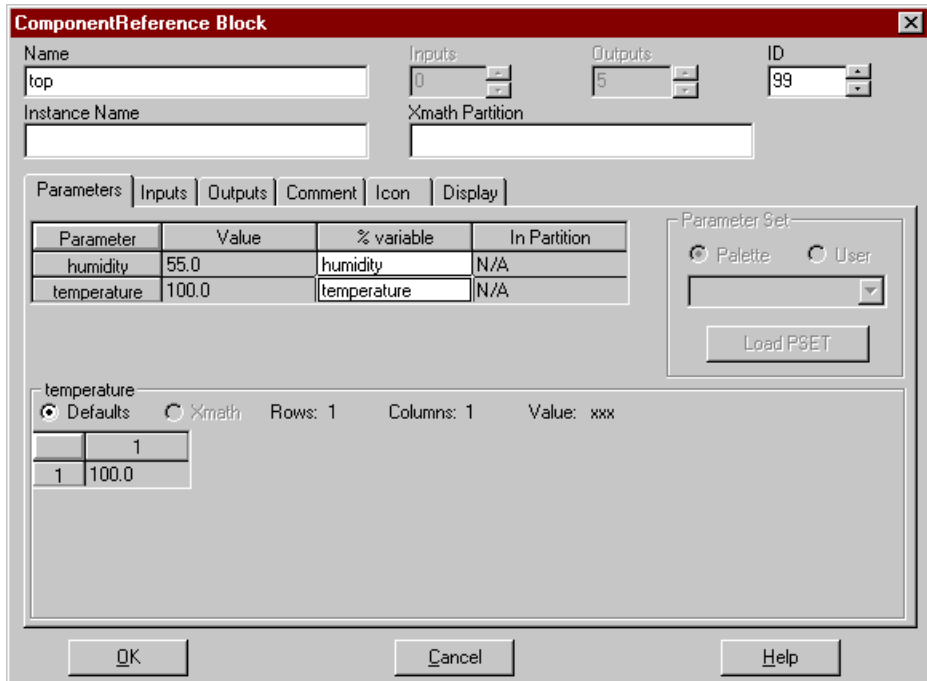 ComponentReference Block
Name Inputs Outputs ID
top 0 5 99
Instance Name Xmath Partition
Parameters Inputs Outputs Comment Icon Display
Parameter Set
Parameter Value % variable In Partition
humidity 55.0 humidity N/A
Palette User
temperature 100.0 temperature N/A
Load PSET
temperature
Defaults Xmath Rows: 1 Columns: 1 Value: xxx
1
1 100.0
OK Cancel Help